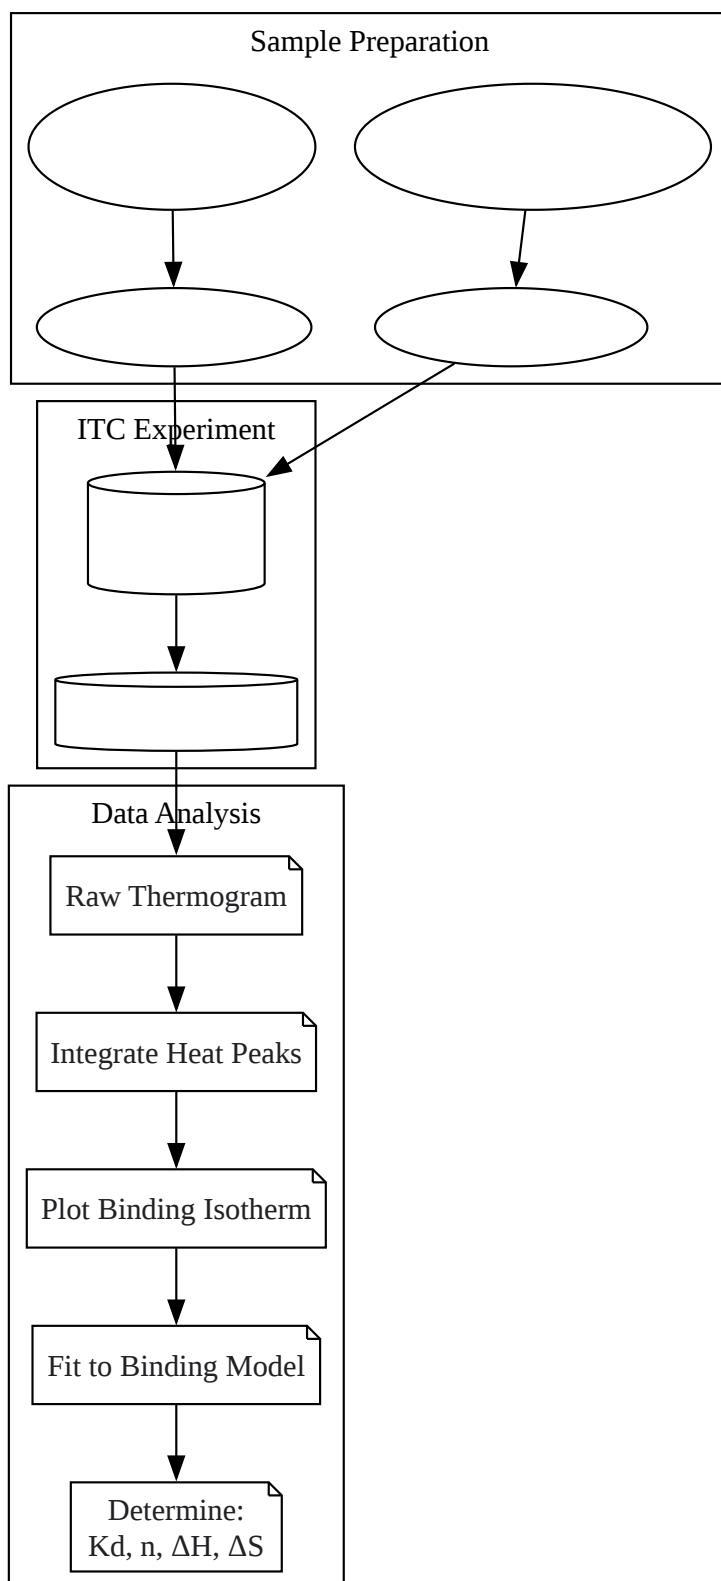 Sample Preparation
ITC Experiment
Data Analysis
Raw Thermogram
Integrate Heat Peaks
Plot Binding Isotherm
Fit to Binding Model
Determine:
Kd, n, ΔH, ΔS